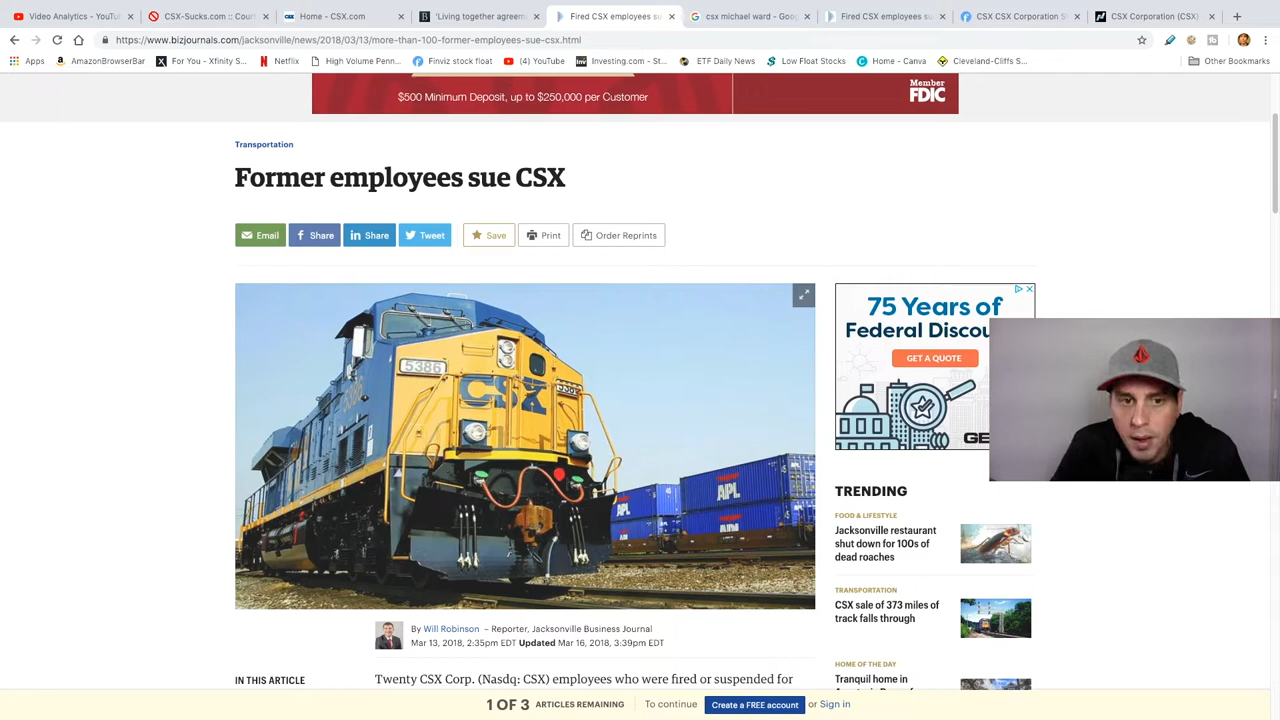 Video Analytics - YouTu
CSX-Sucks.com :: Cour
Home - CSX.com
'Living together agreem
Fired CSX employees su
csx michael ward - Goog
Fired CSX employees su
CSX CSX Corporation S
CSX Corporation (CSX)
https://www.bizjournals.com/jacksonville/news/2018/03/13/more-than-100-former-employees-sue-csx.html
Apps
AmazonBrowserBar
For You - Xfinity S...
Netflix
High Volume Penn...
Finviz stock float
(4) YouTube
Investing.com - St...
ETF Daily News
Low Float Stocks
Home - Canva
Cleveland-Cliffs S...
Other Bookmarks
$500 Minimum Deposit, up to $250,000 per Customer
Member
FDIC
Transportation
Former employees sue CSX
Email
Share
Share
Tweet
Save
Print
Order Reprints
5386
CSX
APL
APL
75 Years of
Federal Discou
GET A QUOTE
GE
TRENDING
FOOD & LIFESTYLE
Jacksonville restaurant
shut down for 100s of
dead roaches
TRANSPORTATION
CSX sale of 373 miles of
track falls through
HOME OF THE DAY
Tranquil home in
By Will Robinson – Reporter, Jacksonville Business Journal
Mar 13, 2018, 2:35pm EDT Updated Mar 16, 2018, 3:39pm EDT
IN THIS ARTICLE
Twenty CSX Corp. (Nasdq: CSX) employees who were fired or suspended for
1 OF 3 ARTICLES REMAINING
To continue
Create a FREE account
or Sign in